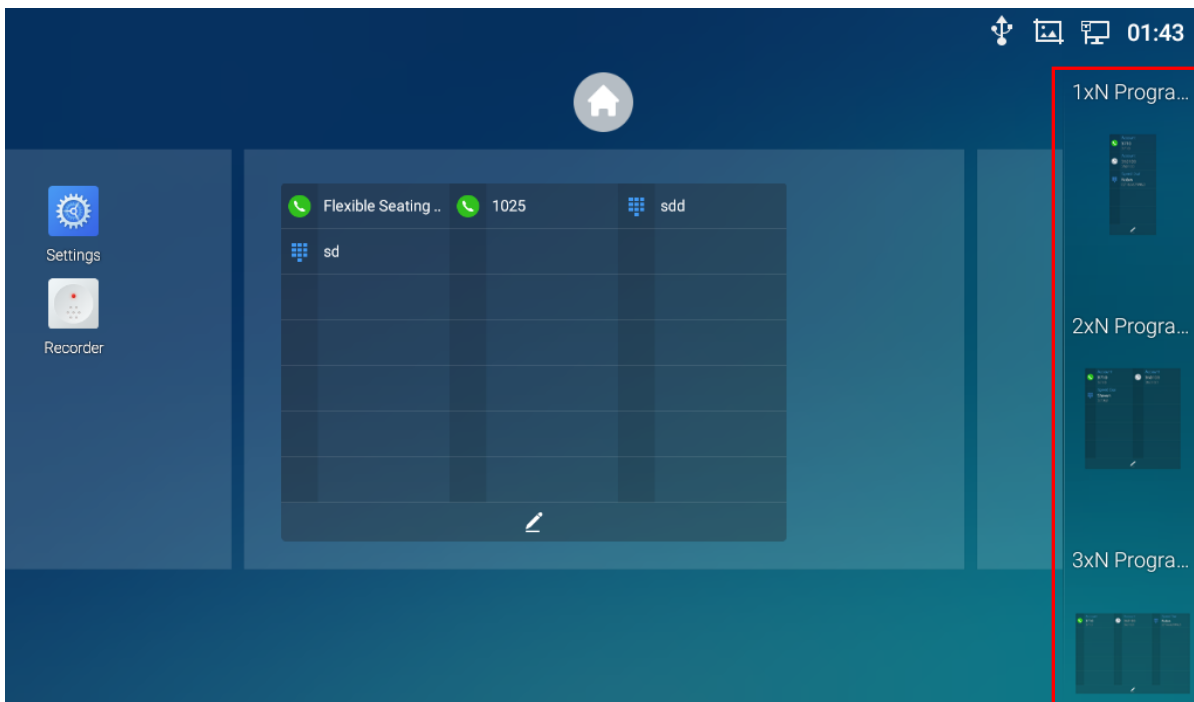 01:43
1xN Progra...
Settings
Recorder
Flexible Seating .. 1025 sdd
sd
2xN Progra...
3xN Progra...